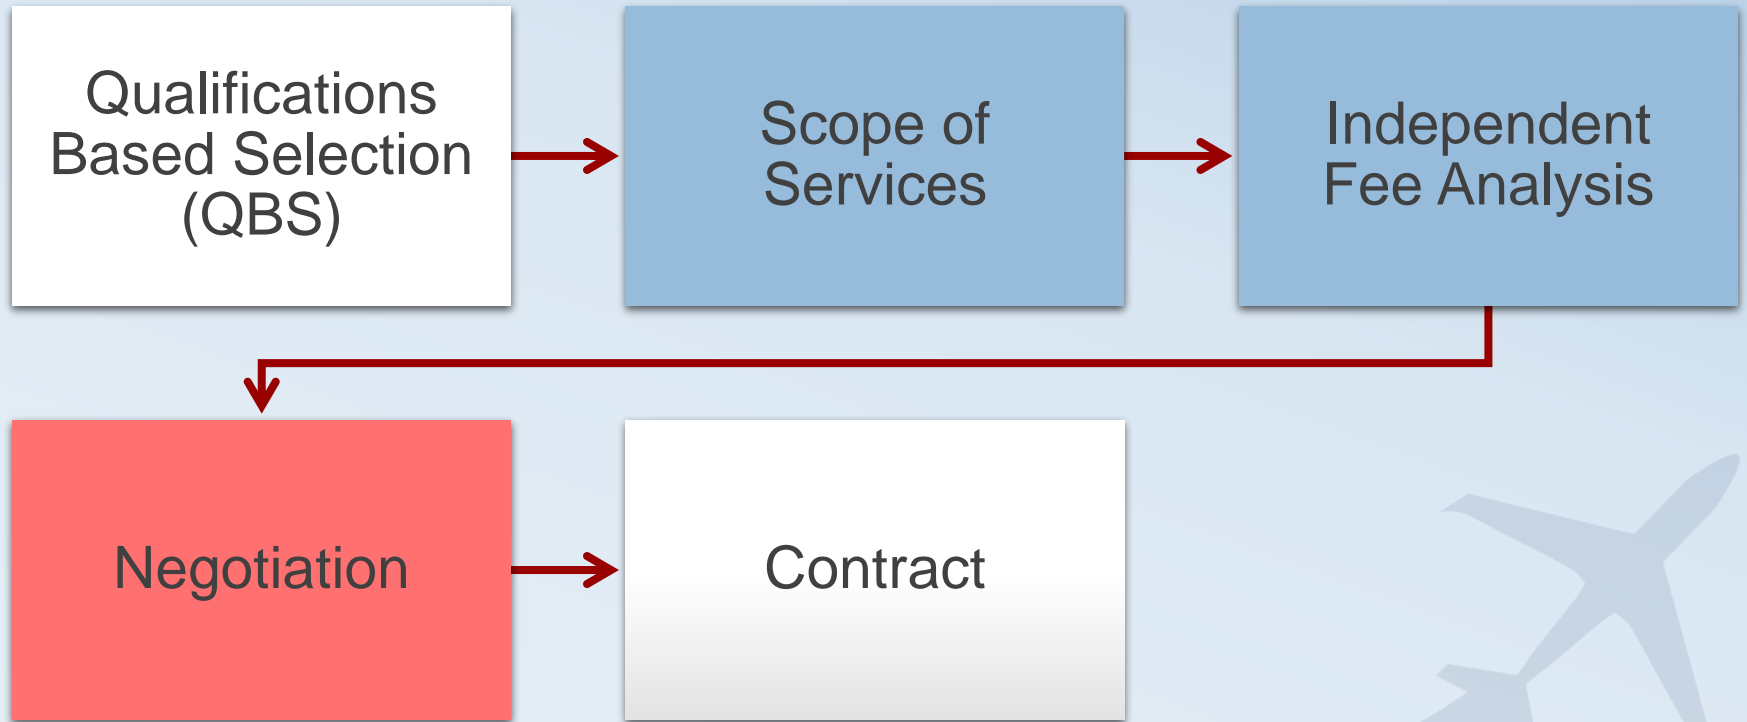 Qualifications
Based Selection
(QBS)
Scope of
Services
Independent
Fee Analysis
Negotiation
Contract